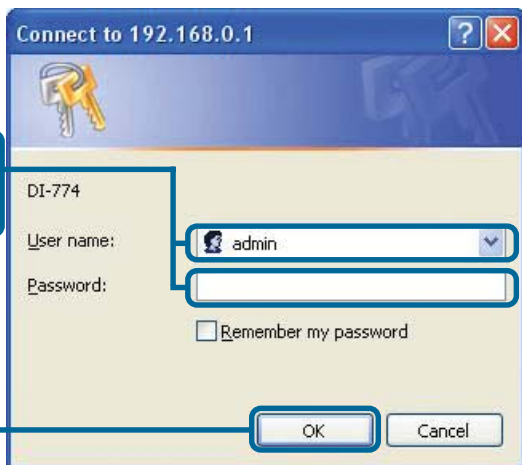 Connect to 192.168.0.1
DI-774
User name:
admin
Password:
Remember my password
OK
Cancel